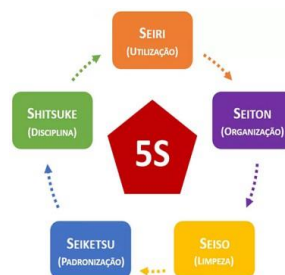 SEIRI
(UTILIZAÇÃO)
SEITON
(ORGANIZAÇÃO)
SEISO
(LIMPEZA)
SEIKETSU
(PADRONIZAÇÃO)
SHITSUKE
(DISCIPLINA)
5S